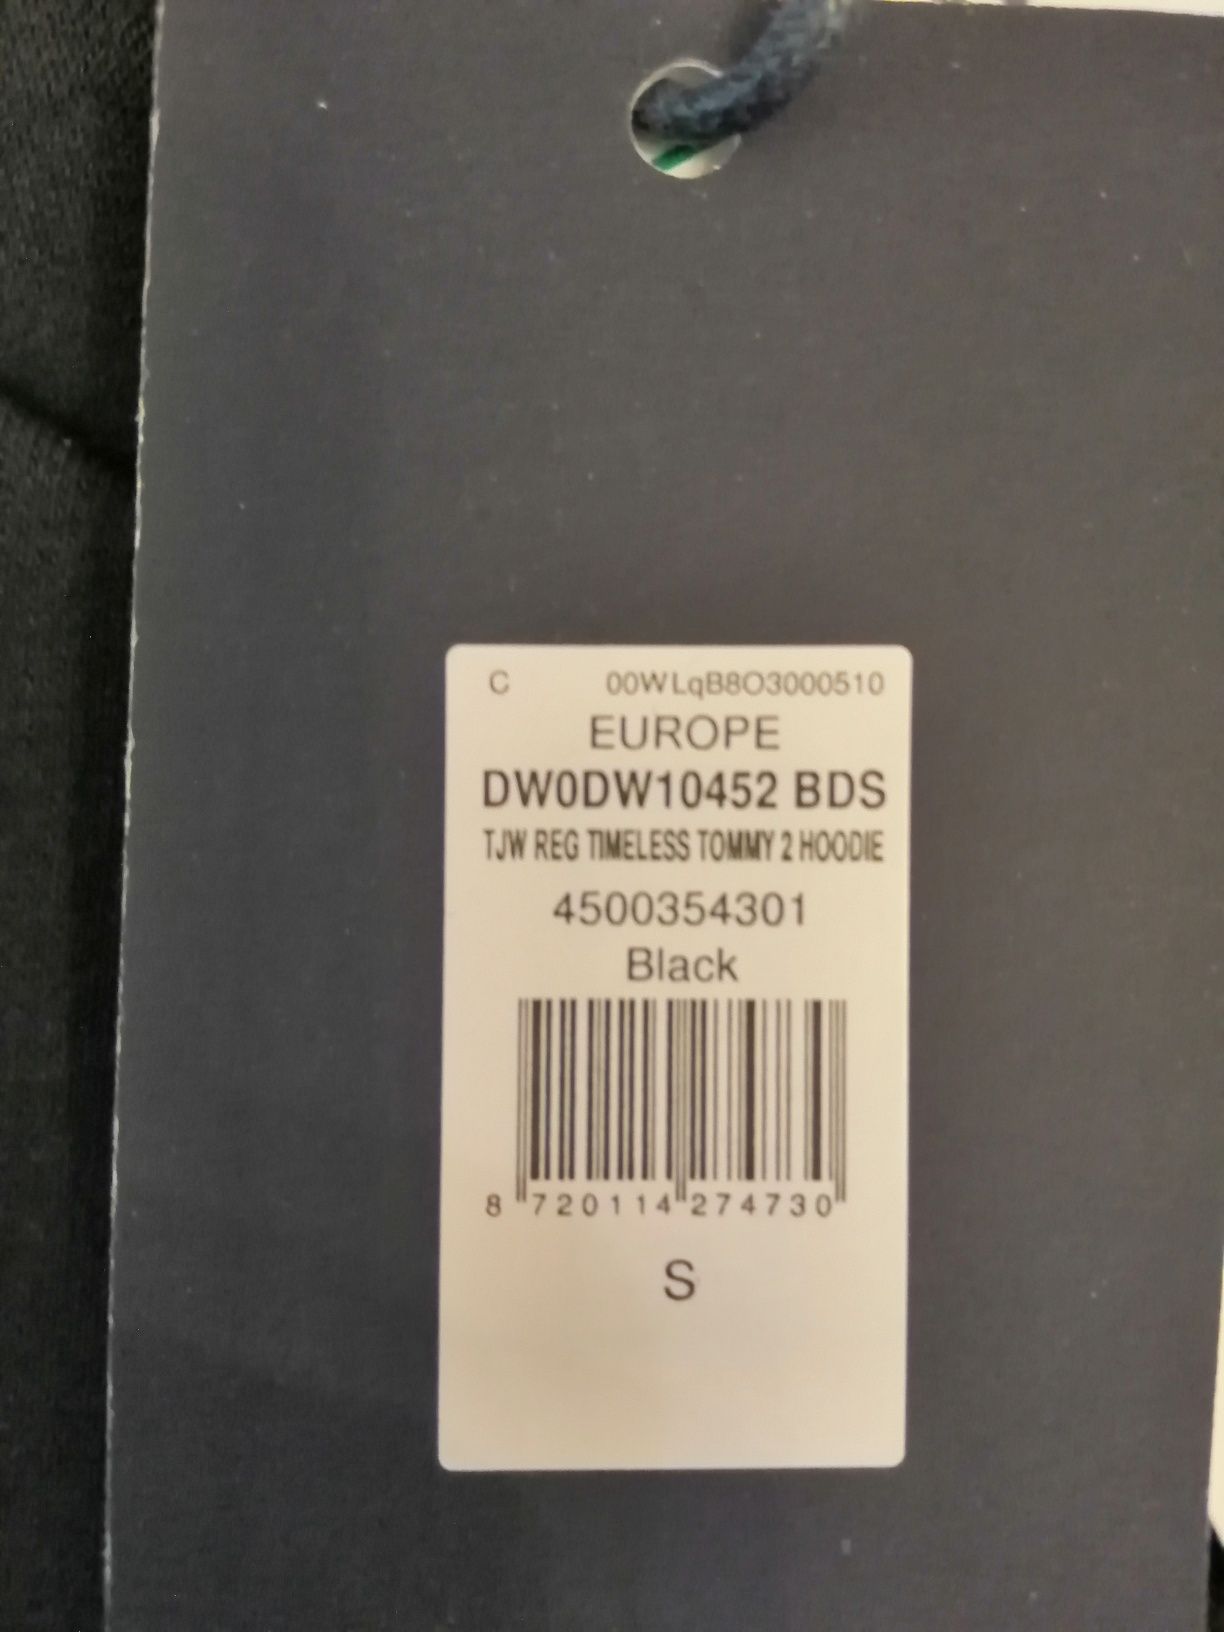 C 00WLqB8O3000510
EUROPE
DW0DW10452 BDS
TJW REG TIMELESS TOMMY 2 HOODIE
4500354301
Black
8 720114 274730
S